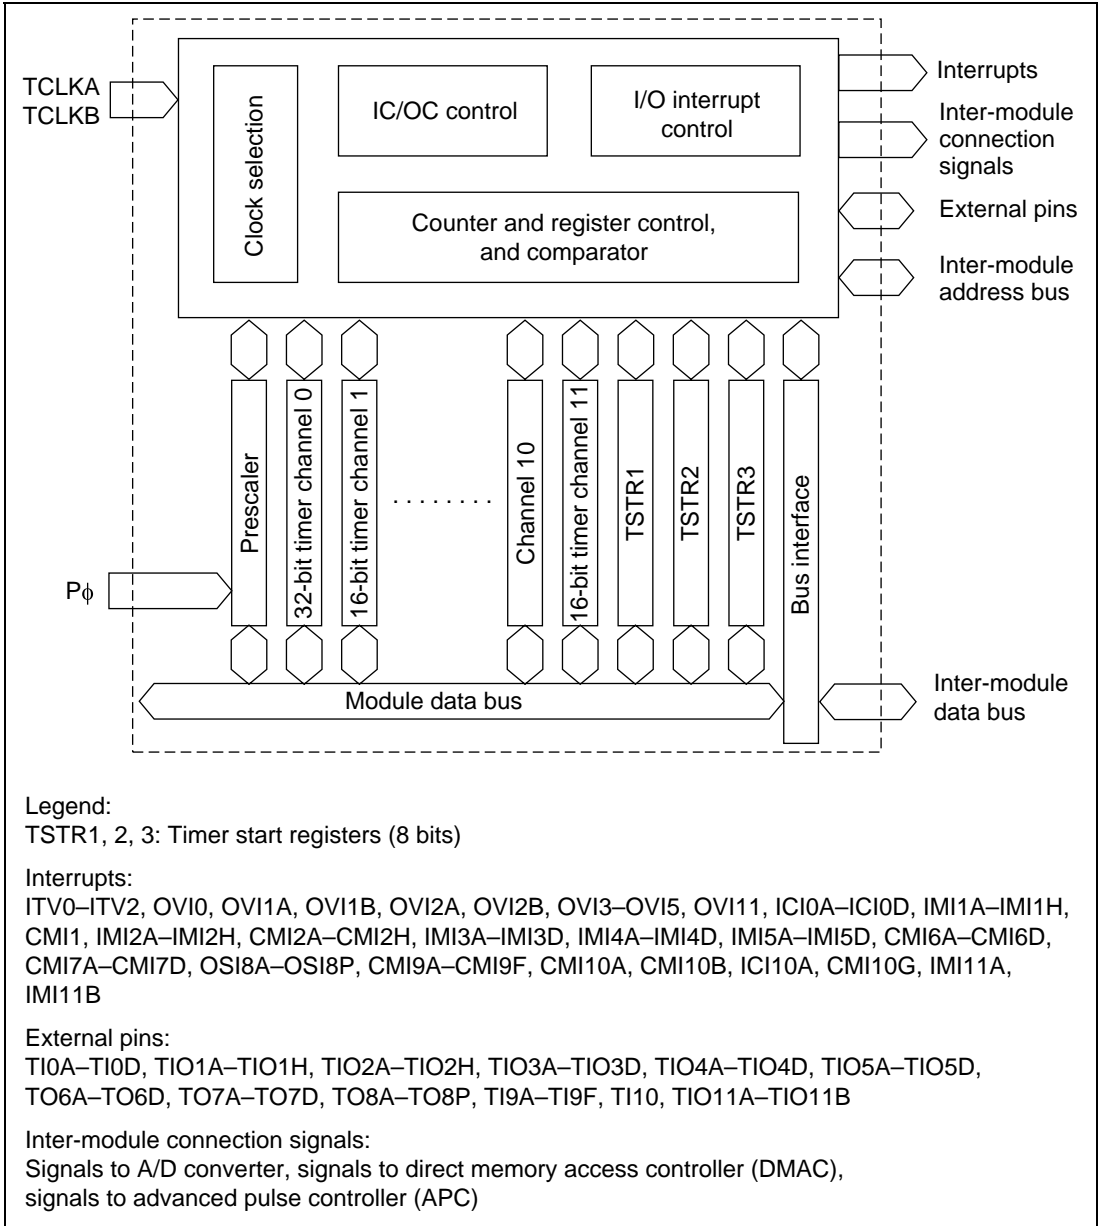 TCLKA
TCLKB
Clock selection
IC/OC control
I/O interrupt
control
Counter and register control,
and comparator
Interrupts
Inter-module
connection
signals
External pins
Inter-module
address bus
Prescaler
32-bit timer channel 0
16-bit timer channel 1
. . . . . . . .
Channel 10
16-bit timer channel 11
TSTR1
TSTR2
TSTR3
Bus interface
Pϕ
Module data bus
Inter-module
data bus
Legend:
TSTR1, 2, 3: Timer start registers (8 bits)
Interrupts:
ITV0–ITV2, OVI0, OVI1A, OVI1B, OVI2A, OVI2B, OVI3–OVI5, OVI11, ICI0A–ICI0D, IMI1A–IMI1H,
CMI1, IMI2A–IMI2H, CMI2A–CMI2H, IMI3A–IMI3D, IMI4A–IMI4D, IMI5A–IMI5D, CMI6A–CMI6D,
CMI7A–CMI7D, OSI8A–OSI8P, CMI9A–CMI9F, CMI10A, CMI10B, ICI10A, CMI10G, IMI11A,
IMI11B
External pins:
TI0A–TI0D, TIO1A–TIO1H, TIO2A–TIO2H, TIO3A–TIO3D, TIO4A–TIO4D, TIO5A–TIO5D,
TO6A–TO6D, TO7A–TO7D, TO8A–TO8P, TI9A–TI9F, TI10, TIO11A–TIO11B
Inter-module connection signals:
Signals to A/D converter, signals to direct memory access controller (DMAC),
signals to advanced pulse controller (APC)